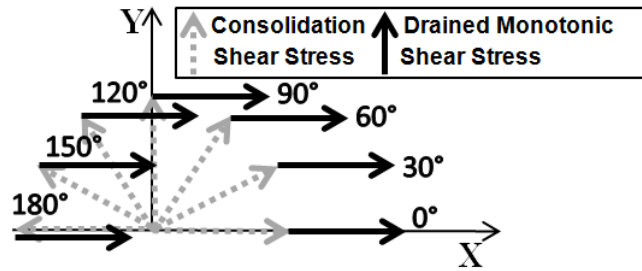 Y
Consolidation Shear Stress
Drained Monotonic Shear Stress
120°
90°
60°
150°
30°
180°
0°
X